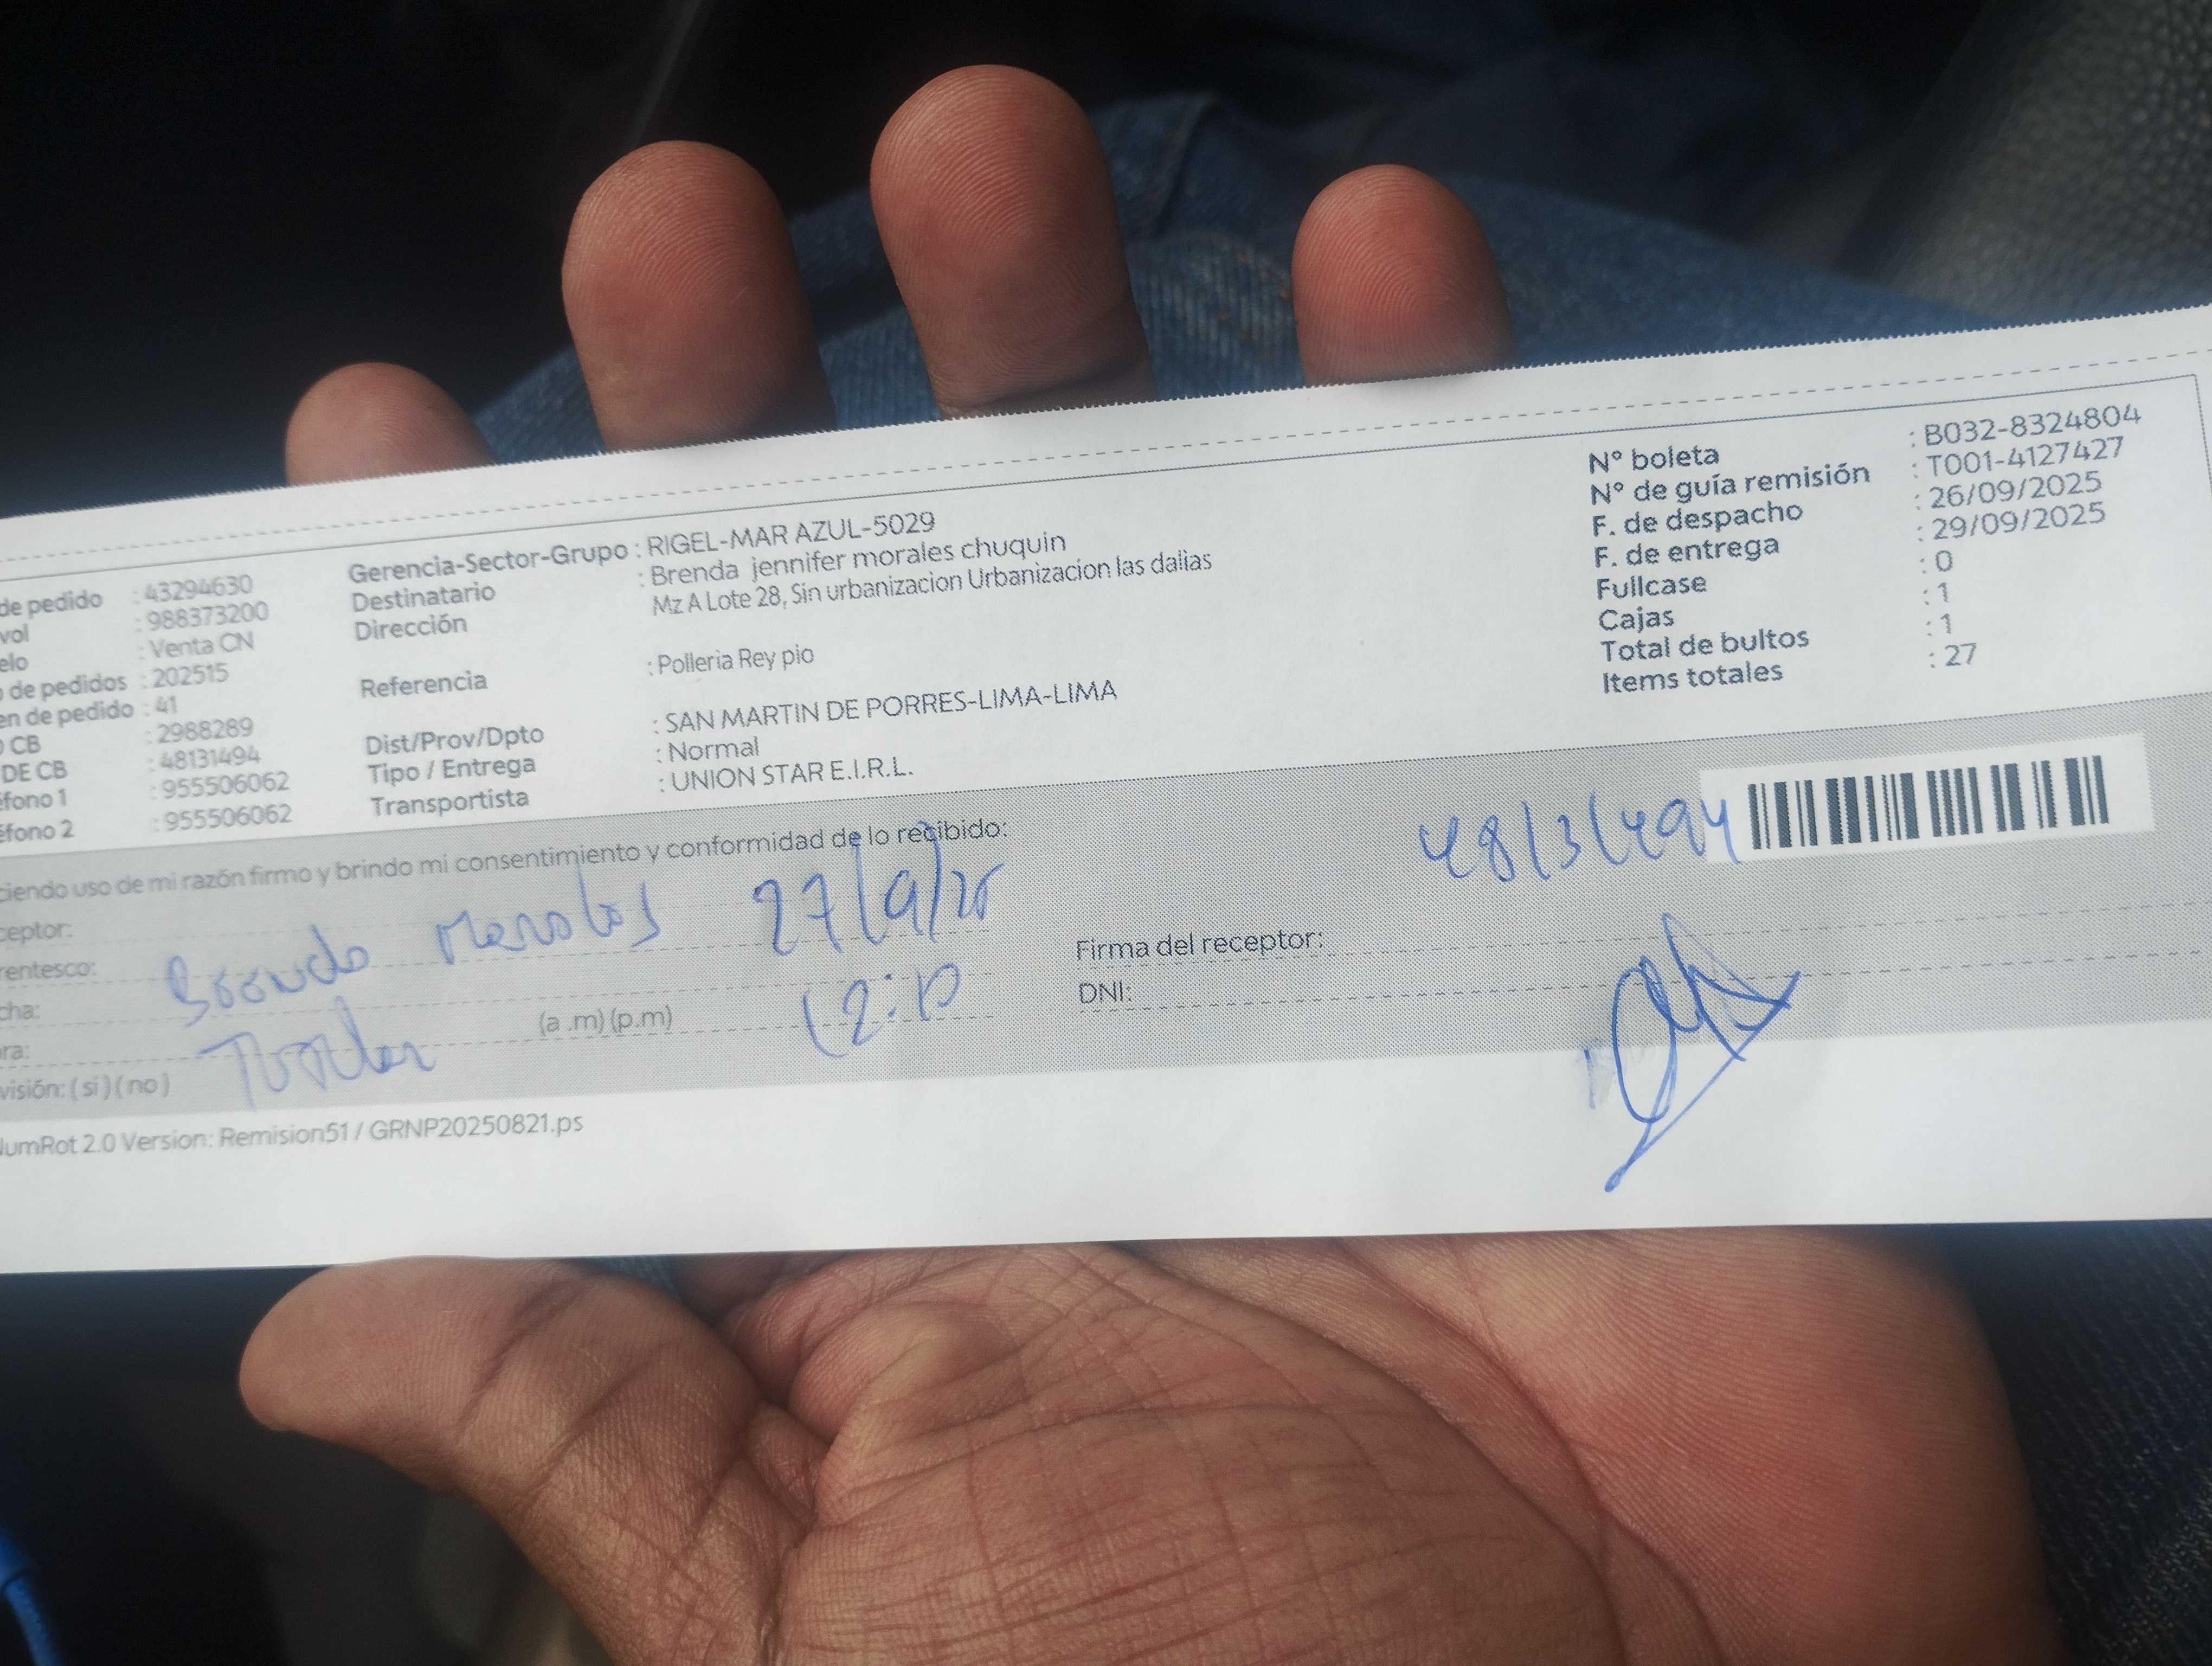 de pedido : 43294630
vol : 988373200
elo : Venta CN
de pedidos : 202515
en de pedido : 41
CB : 2988289
DE CB : 48131494
éfono 1 : 955506062
éfono 2 : 955506062
Gerencia-Sector-Grupo : RIGEL-MAR AZUL-5029
Destinatario : Brenda jennifer morales chuquin
Dirección Mz A Lote 28, Sin urbanizacion Urbanizacion las dalias
Referencia : Polleria Rey pio
Dist/Prov/Dpto : SAN MARTIN DE PORRES-LIMA-LIMA
Tipo / Entrega : Normal
Transportista : UNION STAR E.I.R.L.
N° boleta : B032-8324804
N° de guía remisión : T001-4127427
F. de despacho : 26/09/2025
F. de entrega : 29/09/2025
Fullcase : 0
Cajas : 1
Total de bultos : 1
Items totales : 27
ciendo uso de mi razón firmo y brindo mi consentimiento y conformidad de lo recibido:
48131494
ceptor:
rentesco: Brenda Morales 27/9/25
cha:
ra: (a .m) (p.m)
visión: ( sí ) ( no ) Titular
Firma del receptor:
DNI:
NumRot 2.0 Version: Remision51 / GRNP20250821.ps